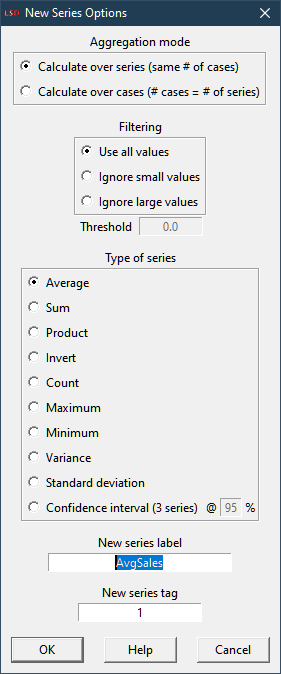 LSD New Series Options
Aggregation mode
Calculate over series (same # of cases)
Calculate over cases (# cases = # of series)
Filtering
Use all values
Ignore small values
Ignore large values
Threshold 0.0
Type of series
Average
Sum
Product
Invert
Count
Maximum
Minimum
Variance
Standard deviation
Confidence interval (3 series) @ 95 %
New series label
AvgSales
New series tag
1
OK Help Cancel